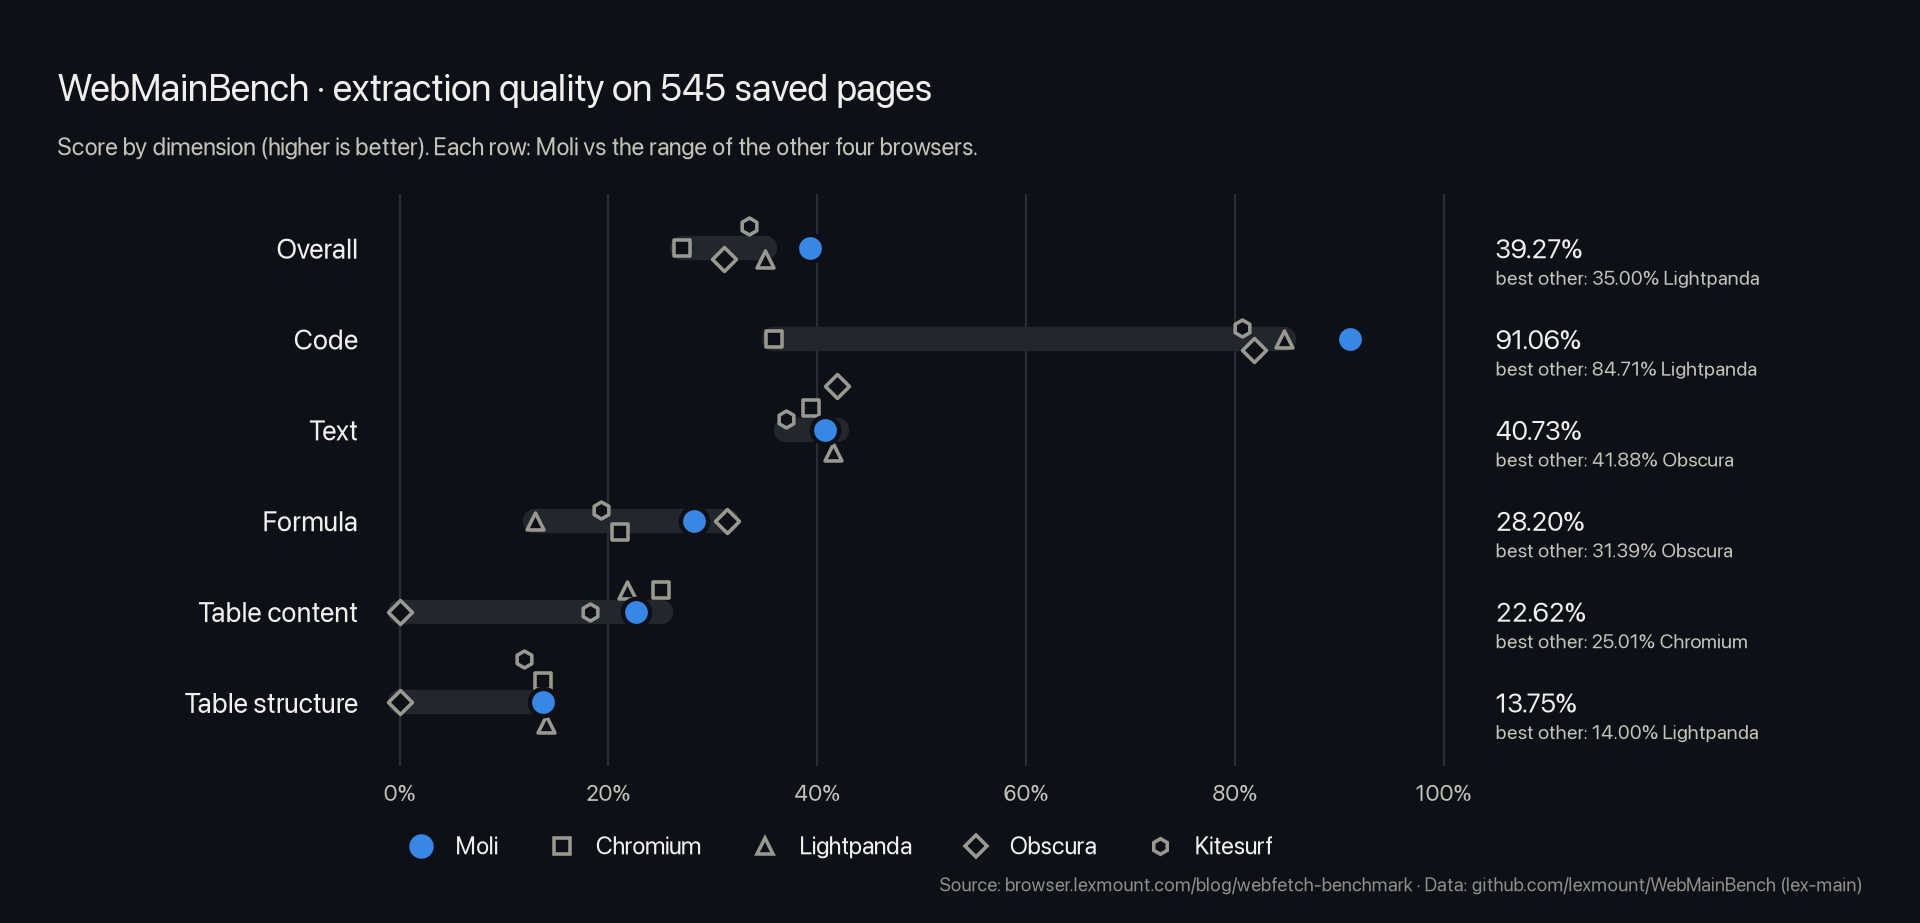 WebMainBench · extraction quality on 545 saved pages
Score by dimension (higher is better). Each row: Moli vs the range of the other four browsers.
Overall
39.27%
best other: 35.00% Lightpanda
Code
91.06%
best other: 84.71% Lightpanda
Text
40.73%
best other: 41.88% Obscura
Formula
28.20%
best other: 31.39% Obscura
Table content
22.62%
best other: 25.01% Chromium
Table structure
13.75%
best other: 14.00% Lightpanda
0% 20% 40% 60% 80% 100%
Moli Chromium Lightpanda Obscura Kitesurf
Source: browser.lexmount.com/blog/webfetch-benchmark · Data: github.com/lexmount/WebMainBench (lex-main)